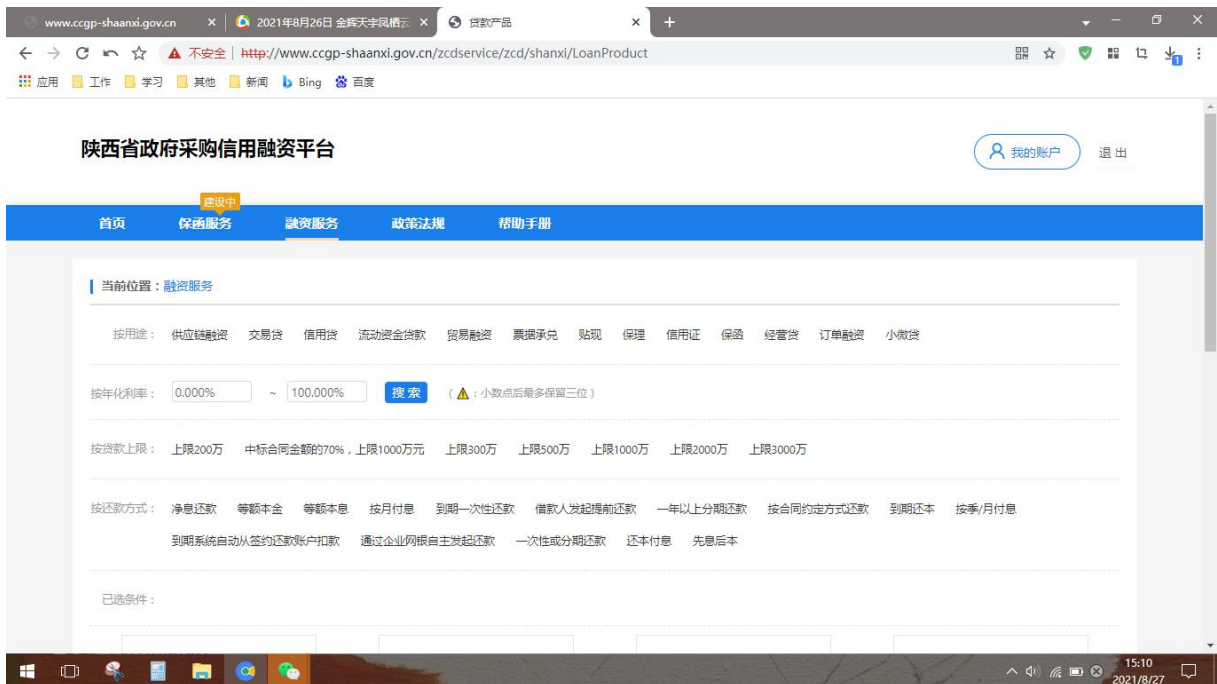 www.ccgp-shaanxi.gov.cn × 2021年8月26日 金辉天宇凤栖云 × 贷款产品 × +
不安全 | http://www.ccgp-shaanxi.gov.cn/zcdservice/zcd/shanxi/LoanProduct
应用 工作 学习 其他 新闻 Bing 百度
陕西省政府采购信用融资平台
我的账户 退出
建设中
首页 保函服务 融资服务 政策法规 帮助手册
当前位置：融资服务
按用途： 供应链融资 交易贷 信用贷 流动资金贷款 贸易融资 票据承兑 贴现 保理 信用证 保函 经营贷 订单融资 小微贷
按年化利率： 0.000% ~ 100.000% 搜索 （ ：小数点后最多保留三位）
按贷款上限： 上限200万 中标合同金额的70%，上限1000万元 上限300万 上限500万 上限1000万 上限2000万 上限3000万
按还款方式： 净息还款 等额本金 等额本息 按月付息 到期一次性还款 借款人发起提前还款 一年以上分期还款 按合同约定方式还款 到期还本 按季/月付息
到期系统自动从签约还款账户扣款 通过企业网银自主发起还款 一次性或分期还款 还本付息 先息后本
已选条件：
15:10
2021/8/27
1